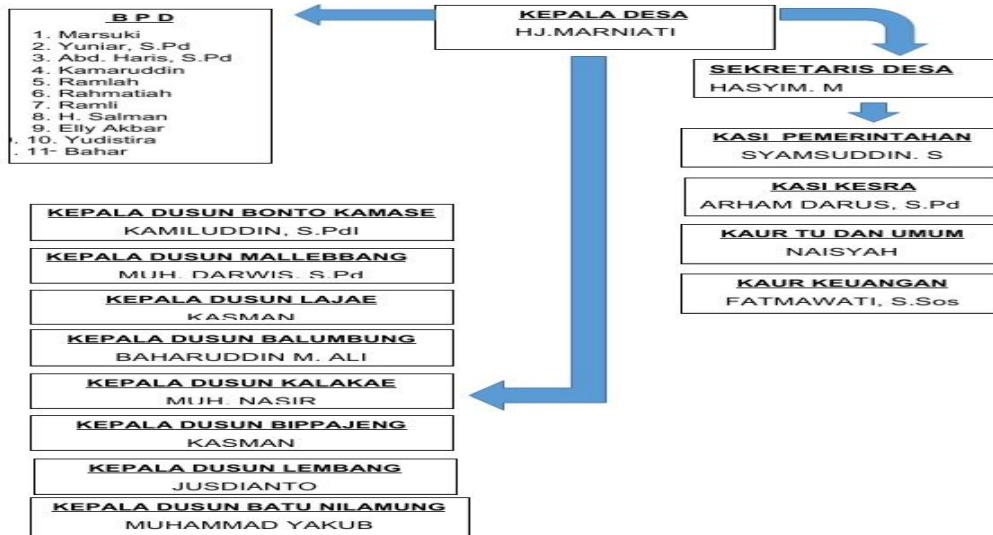 B P D
1. Marsuki
2. Yuniar, S.Pd
3. Abd. Haris, S.Pd
4. Kamaruddin
5. Ramlah
6. Rahmatiah
7. Ramli
8. H. Salman
9. Elly Akbar
10. Yudistira
11- Bahar
KEPALA DESA
HJ.MARNIATI
SEKRETARIS DESA
HASYIM. M
KASI PEMERINTAHAN
SYAMSUDDIN. S
KASI KESRA
ARHAM DARUS, S.Pd
KAUR TU DAN UMUM
NAISYAH
KAUR KEUANGAN
FATMAWATI, S.Sos
KEPALA DUSUN BONTO KAMASE
KAMILUDDIN, S.PdI
KEPALA DUSUN MALLEBBANG
MUH. DARWIS. S.Pd
KEPALA DUSUN LAJAE
KASMAN
KEPALA DUSUN BALUMBUNG
BAHARUDDIN M. ALI
KEPALA DUSUN KALAKAE
MUH. NASIR
KEPALA DUSUN BIPPAJENG
KASMAN
KEPALA DUSUN LEMBANG
JUSDIANTO
KEPALA DUSUN BATU NILAMUNG
MUHAMMAD YAKUB